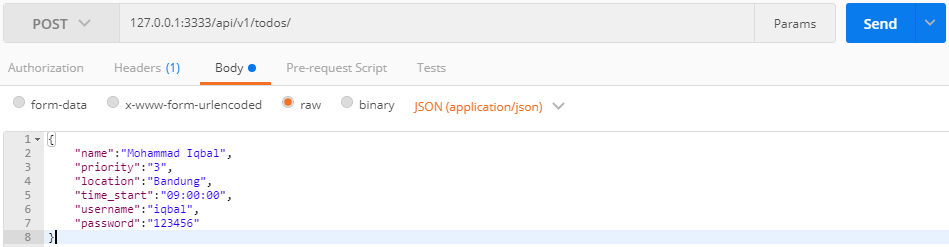 POST 127.0.0.1:3333/api/v1/todos/ Params Send
Authorization Headers (1) Body Pre-request Script Tests
form-data x-www-form-urlencoded raw binary JSON (application/json)
1 {
2 "name":"Mohammad Iqbal",
3 "priority":"3",
4 "location":"Bandung",
5 "time_start":"09:00:00",
6 "username":"iqbal",
7 "password":"123456"
8 }